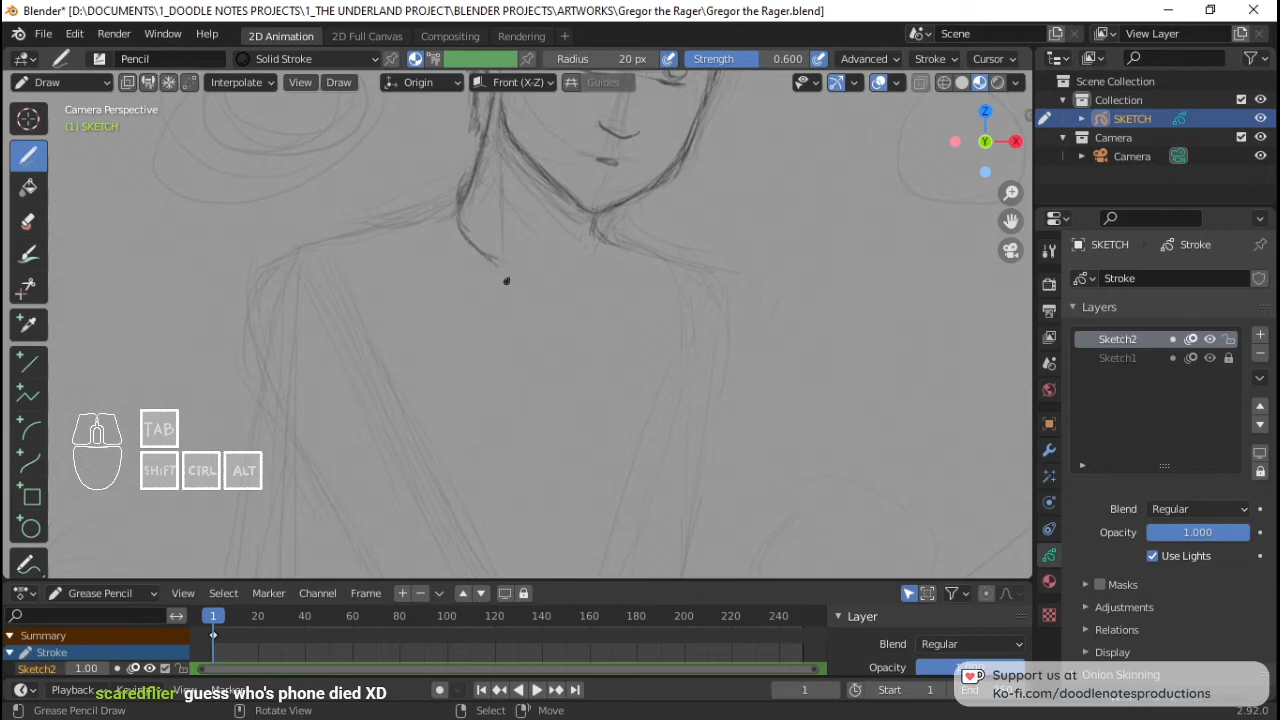 Blender* [D:\DOCUMENTS\1_DOODLE NOTES PROJECTS\1_THE UNDERLAND PROJECT\BLENDER PROJECTS\ARTWORKS\Gregor the Rager\Gregor the Rager.blend]
File Edit Render Window Help 2D Animation 2D Full Canvas Compositing Rendering Scene View Layer
Pencil Solid Stroke Radius 20 px Strength 0.600 Advanced Stroke Cursor
Draw Interpolate View Draw Origin Front (X-Z) Guides
Scene Collection
Collection
SKETCH
Camera
Camera
Camera Perspective
(1) SKETCH
Z
Y
X
SKETCH Stroke
Stroke
Layers
Sketch2
Sketch1
Blend Regular
Opacity 1.000
Use Lights
Masks
Adjustments
Relations
Display
Onion Skinning
TAB
SHiFT CTRL ALT
Grease Pencil View Select Marker Channel Frame
1 20 40 60 80 100 120 140 160 180 200 220 240
Summary
Stroke
Sketch2 1.00
Layer
Blend Regular
Opacity
scaredflier guess who's phone died XD
Playback View 1 Start 1 End
Support us at
Ko-fi.com/doodlenotesproductions
Grease Pencil Draw Rotate View Select Move 2.92.0